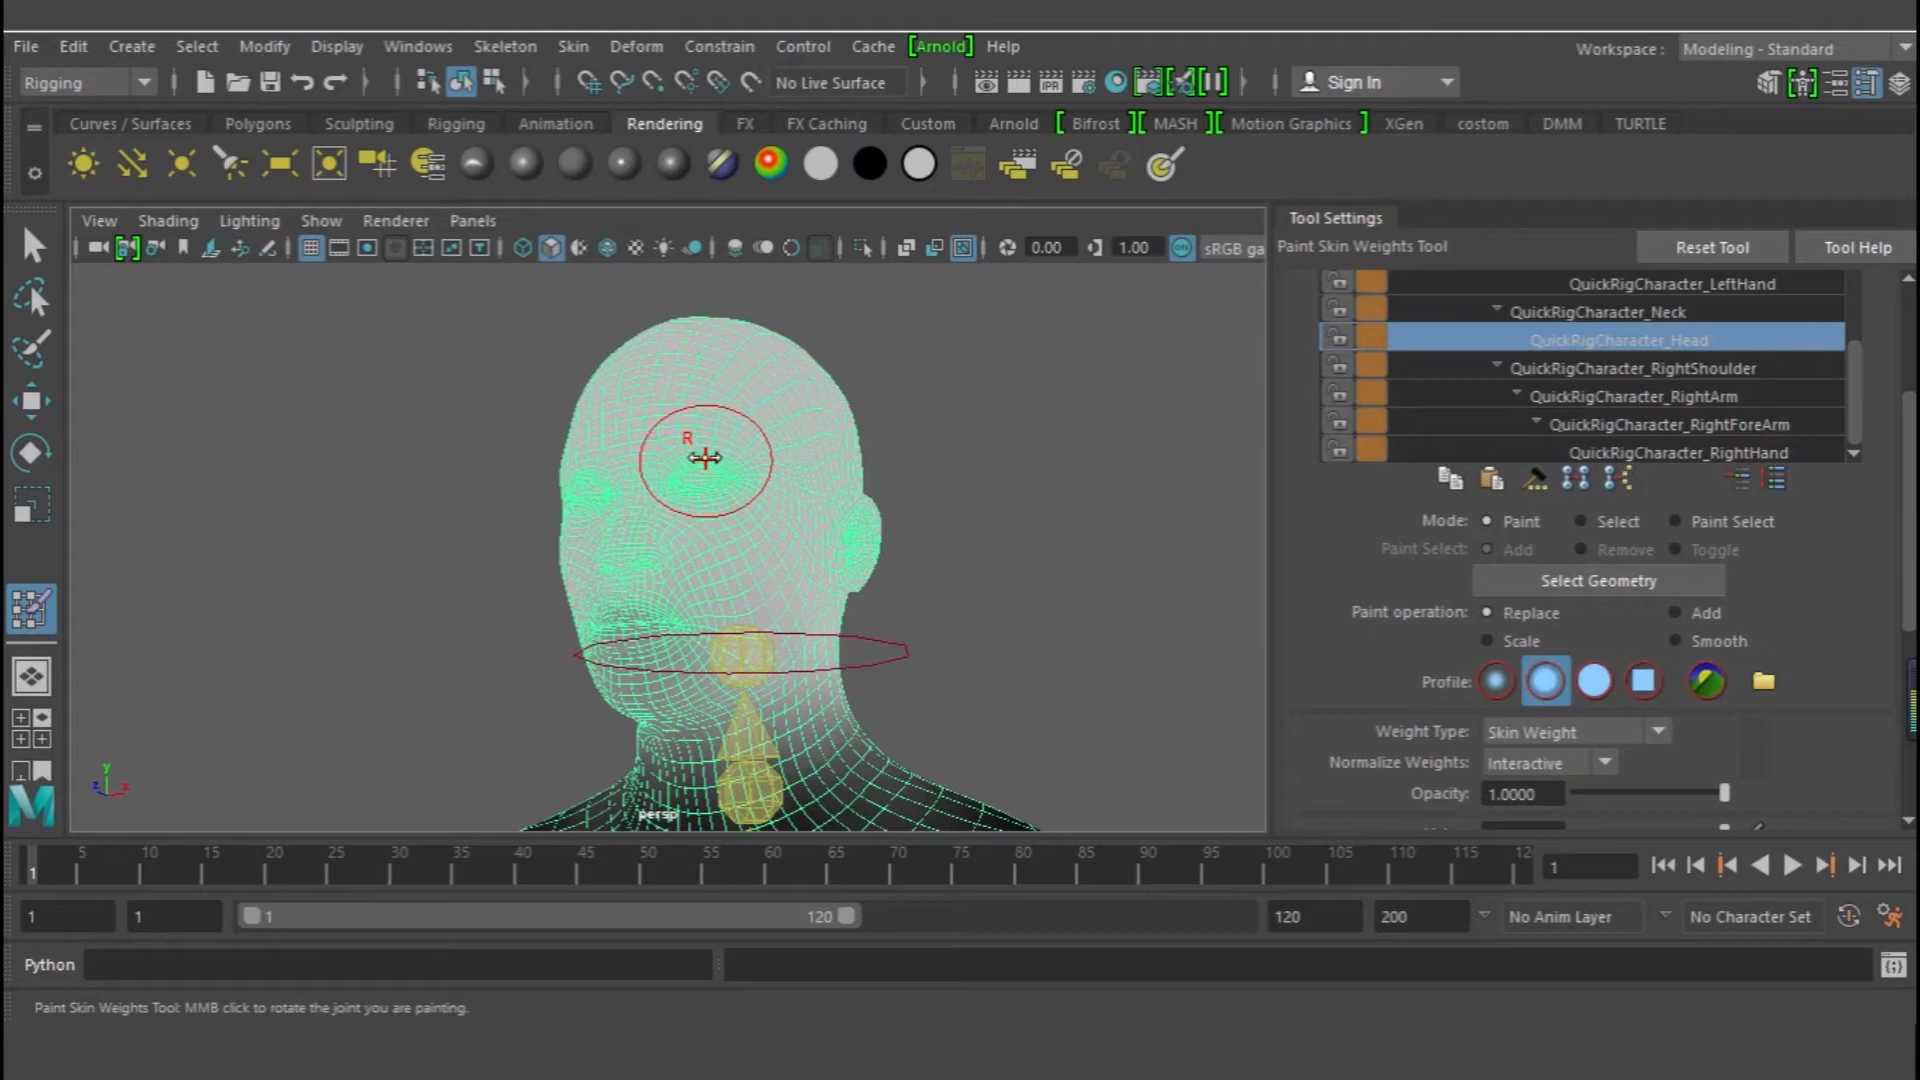 File Edit Create Select Modify Display Windows Skeleton Skin Deform Constrain Control Cache [Arnold] Help
Workspace : Modeling - Standard
Rigging No Live Surface IPR Sign In
Curves / Surfaces Polygons Sculpting Rigging Animation Rendering FX FX Caching Custom Arnold [ Bifrost ][ MASH ][ Motion Graphics ] XGen costom DMM TURTLE
View Shading Lighting Show Renderer Panels
0.00 1.00 ON sRGB ga
Tool Settings
Paint Skin Weights Tool Reset Tool Tool Help
QuickRigCharacter_LeftHand
QuickRigCharacter_Neck
QuickRigCharacter_Head
QuickRigCharacter_RightShoulder
QuickRigCharacter_RightArm
QuickRigCharacter_RightForeArm
QuickRigCharacter_RightHand
R
Mode: Paint Select Paint Select
Paint Select: Add Remove Toggle
Select Geometry
Paint operation: Replace Add
Scale Smooth
Profile:
Weight Type: Skin Weight
Normalize Weights: Interactive
Opacity: 1.0000
y
z x
persp
1 5 10 15 20 25 30 35 40 45 50 55 60 65 70 75 80 85 90 95 100 105 110 115 12 1
1 1 1 120 120 200 No Anim Layer No Character Set
Python
Paint Skin Weights Tool: MMB click to rotate the joint you are painting.